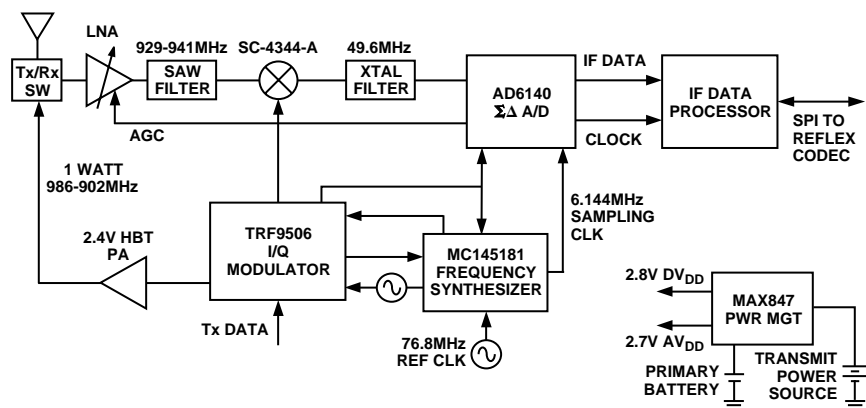 LNA
929-941MHz
SC-4344-A
49.6MHz
Tx/Rx
SW
SAW
FILTER
XTAL
FILTER
AD6140
Σ∆ A/D
IF DATA
CLOCK
IF DATA
PROCESSOR
SPI TO
REFLEX
CODEC
AGC
1 WATT
986-902MHz
6.144MHz
SAMPLING
CLK
2.4V HBT
PA
TRF9506
I/Q
MODULATOR
MC145181
FREQUENCY
SYNTHESIZER
Tx DATA
76.8MHz
REF CLK
2.8V DVDD
2.7V AVDD
MAX847
PWR MGT
PRIMARY
BATTERY
TRANSMIT
POWER
SOURCE